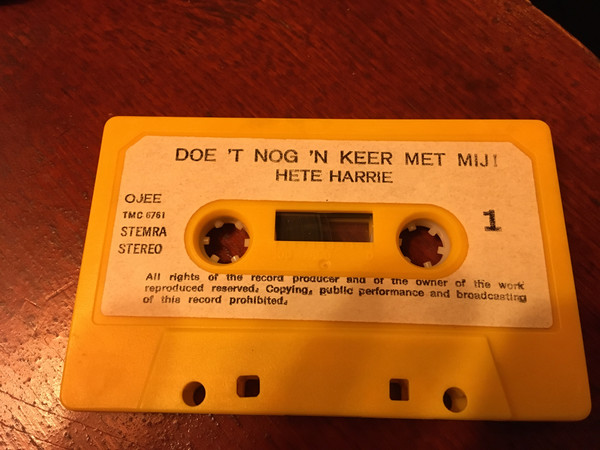 DOE 'T NOG 'N KEER MET MIJ!
HETE HARRIE
OJEE
TMC 6761
STEMRA
STEREO
1
All rights of the record producer and of the owner of the work
reproduced reserved. Copying, public performance and broadcasting
of this record prohibited.